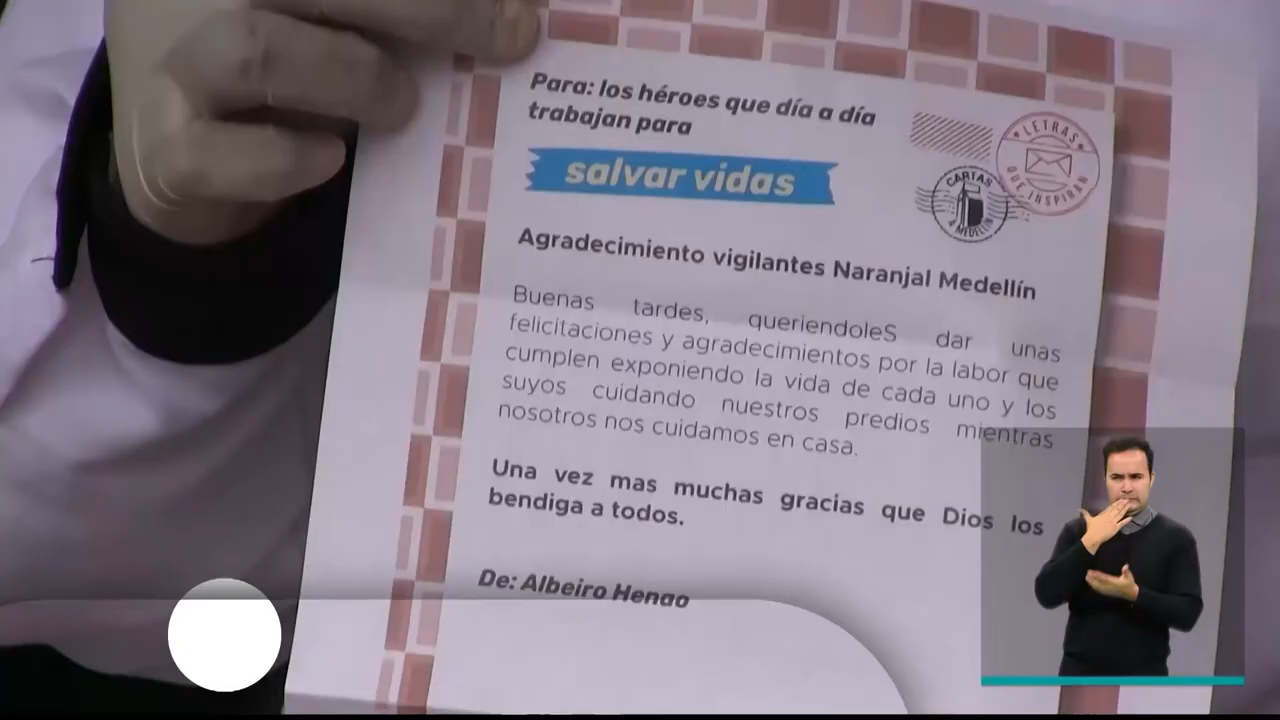 Para: los héroes que día a día
trabajan para
salvar vidas
LETRAS
QUE INSPIRAN
CARTAS
A MEDELLÍN
Agradecimiento vigilantes Naranjal Medellín
Buenas tardes, queriendoleS dar unas
felicitaciones y agradecimientos por la labor que
cumplen exponiendo la vida de cada uno y los
suyos cuidando nuestros predios mientras
nosotros nos cuidamos en casa.
Una vez mas muchas gracias que Dios los
bendiga a todos.
De: Albeiro Henao